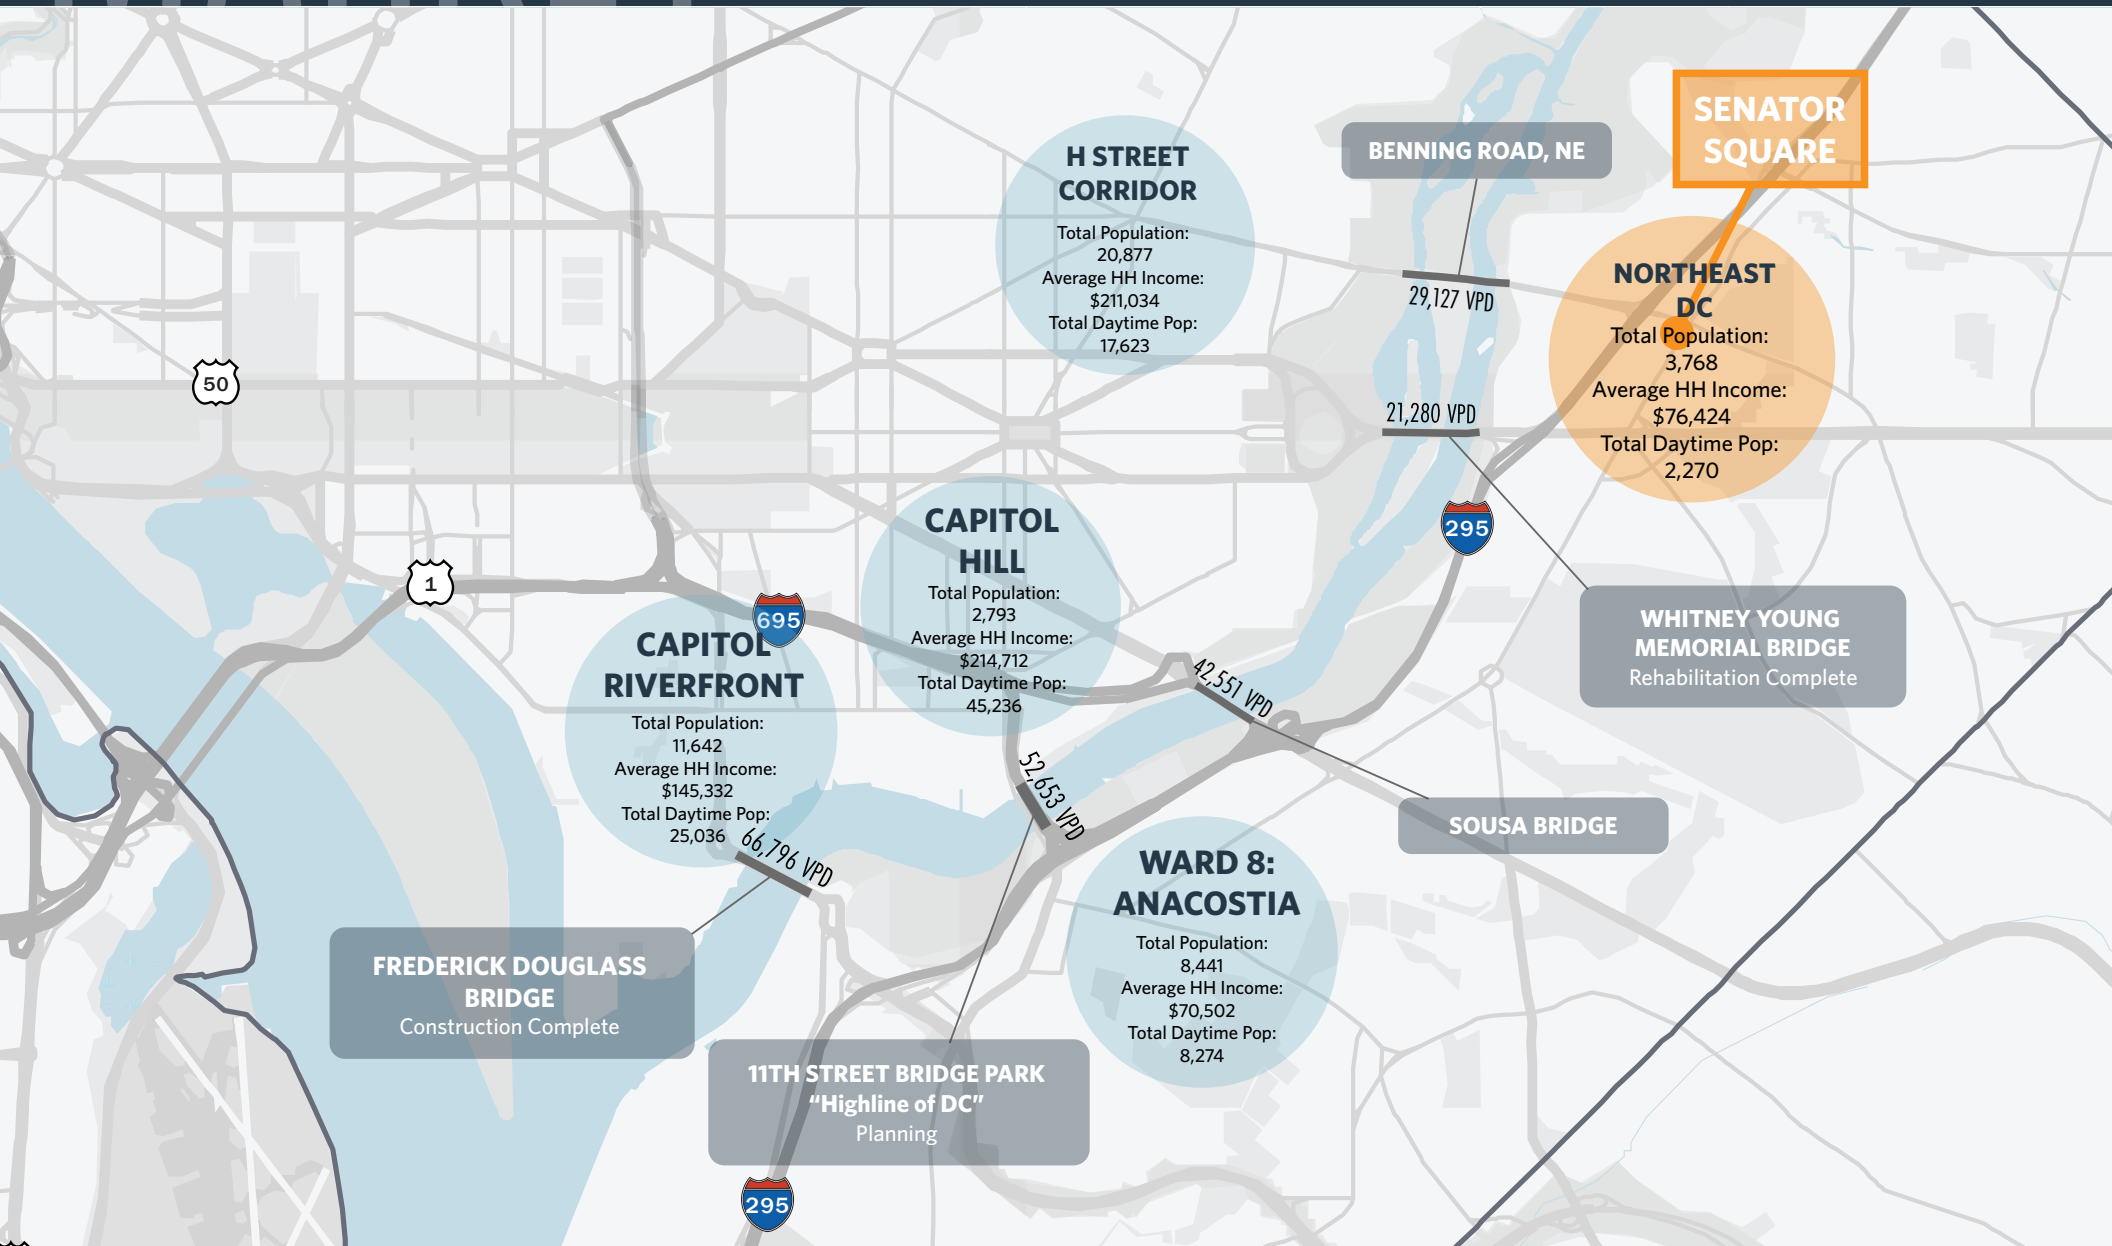 SENATOR
SQUARE
BENNING ROAD, NE
H STREET
CORRIDOR
Total Population:
20,877
Average HH Income:
$211,034
Total Daytime Pop:
17,623
29,127 VPD
NORTHEAST
DC
Total Population:
3,768
Average HH Income:
$76,424
Total Daytime Pop:
2,270
50
21,280 VPD
295
1
695
CAPITOL
HILL
Total Population:
2,793
Average HH Income:
$214,712
Total Daytime Pop:
45,236
WHITNEY YOUNG
MEMORIAL BRIDGE
Rehabilitation Complete
CAPITOL
RIVERFRONT
Total Population:
11,642
Average HH Income:
$145,332
Total Daytime Pop:
25,036
42,551 VPD
52,653 VPD
66,796 VPD
SOUSA BRIDGE
WARD 8:
ANACOSTIA
Total Population:
8,441
Average HH Income:
$70,502
Total Daytime Pop:
8,274
FREDERICK DOUGLASS
BRIDGE
Construction Complete
11TH STREET BRIDGE PARK
“Highline of DC”
Planning
295